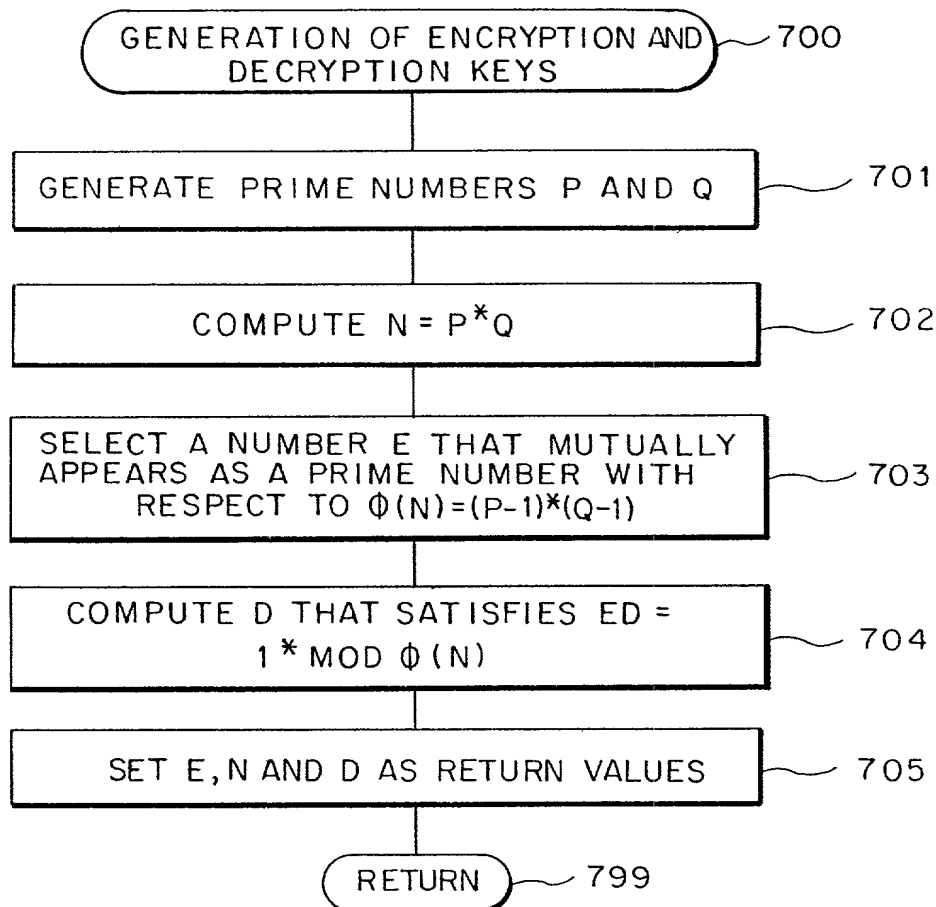 GENERATION OF ENCRYPTION AND
DECRYPTION KEYS
700
GENERATE PRIME NUMBERS P AND Q
701
COMPUTE N = P*Q
702
SELECT A NUMBER E THAT MUTUALLY
APPEARS AS A PRIME NUMBER WITH
RESPECT TO Φ(N)=(P-1)*(Q-1)
703
COMPUTE D THAT SATISFIES ED =
1* MOD Φ(N)
704
SET E, N AND D AS RETURN VALUES
705
RETURN
799